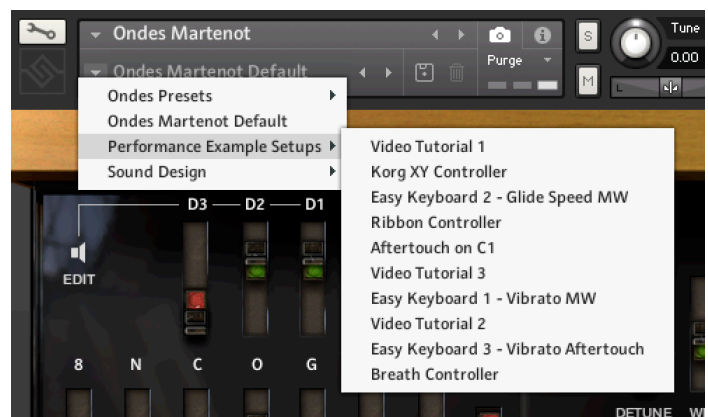 Ondes Martenot
Tune
S
0.00
Ondes Martenot Default
Purge
M
L
Ondes Presets
Ondes Martenot Default
Performance Example Setups
Sound Design
Video Tutorial 1
Korg XY Controller
Easy Keyboard 2 - Glide Speed MW
Ribbon Controller
Aftertouch on C1
Video Tutorial 3
Easy Keyboard 1 - Vibrato MW
Video Tutorial 2
Easy Keyboard 3 - Vibrato Aftertouch
Breath Controller
D3 D2 D1
EDIT
8 N C O G
DETUNE